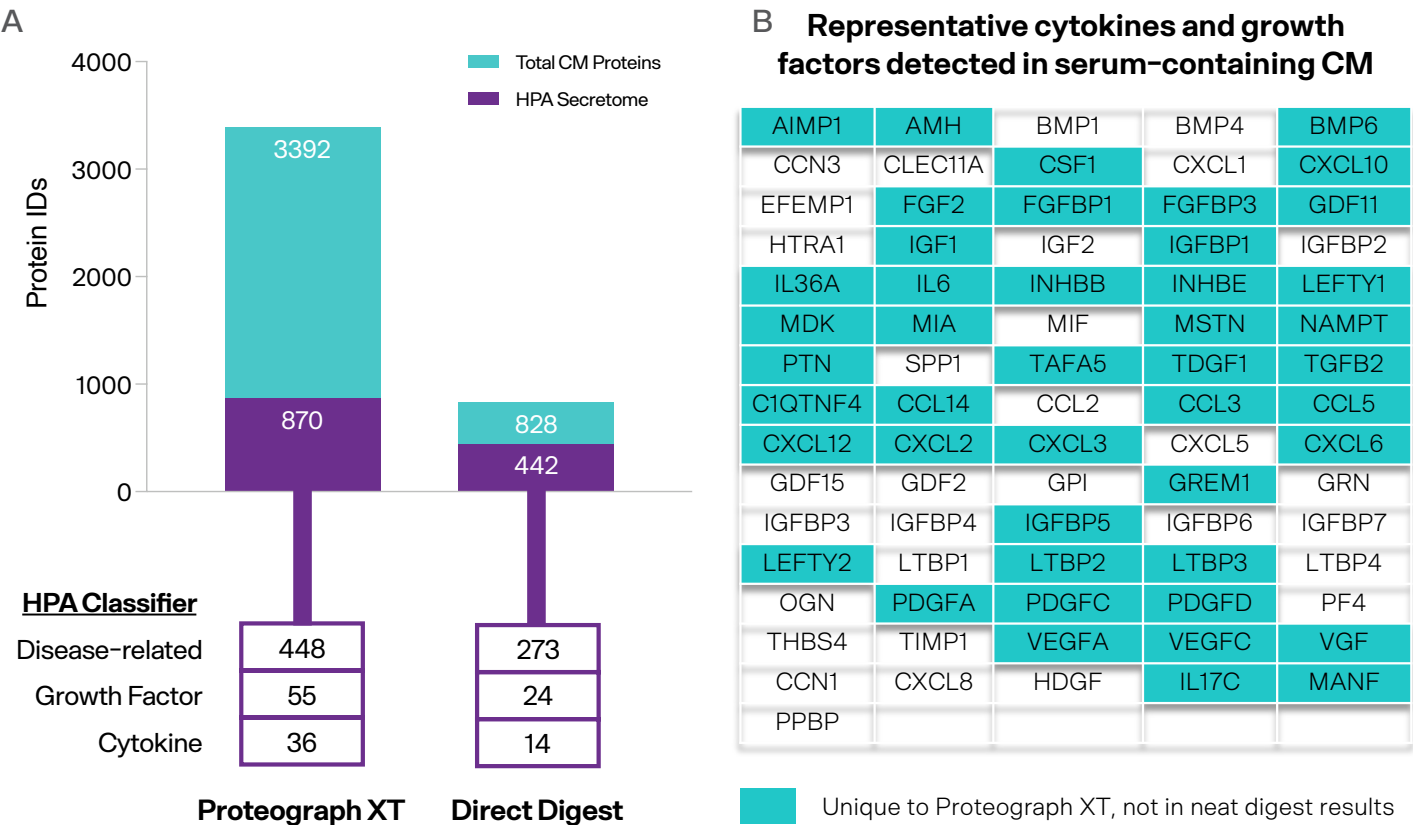 A
4000
3000
2000
1000
0
Protein IDs
Total CM Proteins
HPA Secretome
3392
870
828
442
HPA Classifier
Disease-related 448 273
Growth Factor 55 24
Cytokine 36 14
Proteograph XT Direct Digest
B
Representative cytokines and growth
factors detected in serum-containing CM
AIMP1 AMH BMP1 BMP4 BMP6
CCN3 CLEC11A CSF1 CXCL1 CXCL10
EFEMP1 FGF2 FGFBP1 FGFBP3 GDF11
HTRA1 IGF1 IGF2 IGFBP1 IGFBP2
IL36A IL6 INHBB INHBE LEFTY1
MDK MIA MIF MSTN NAMPT
PTN SPP1 TAFA5 TDGF1 TGFB2
C1QTNF4 CCL14 CCL2 CCL3 CCL5
CXCL12 CXCL2 CXCL3 CXCL5 CXCL6
GDF15 GDF2 GPI GREM1 GRN
IGFBP3 IGFBP4 IGFBP5 IGFBP6 IGFBP7
LEFTY2 LTBP1 LTBP2 LTBP3 LTBP4
OGN PDGFA PDGFC PDGFD PF4
THBS4 TIMP1 VEGFA VEGFC VGF
CCN1 CXCL8 HDGF IL17C MANF
PPBP
Unique to Proteograph XT, not in neat digest results